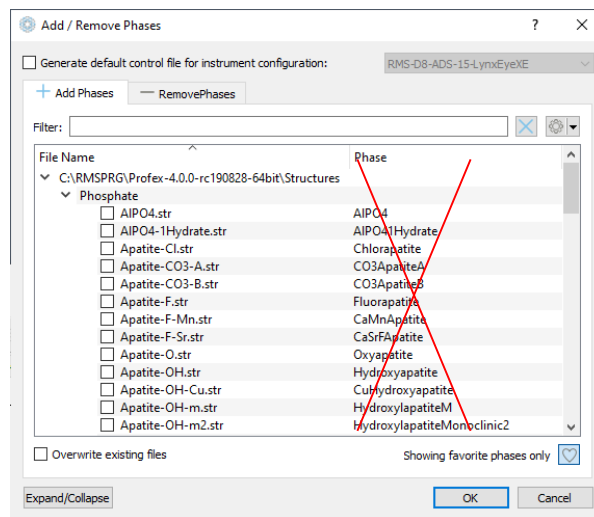 Add / Remove Phases
Generate default control file for instrument configuration: RMS-D8-ADS-15-LynxEyeXE
Add Phases RemovePhases
Filter:
File Name Phase
C:\RMSPRG\Profex-4.0.0-rc190828-64bit\Structures
Phosphate
AlPO4.str AlPO4
AlPO4-1Hydrate.str AlPO41Hydrate
Apatite-Cl.str Chlorapatite
Apatite-CO3-A.str CO3ApatiteA
Apatite-CO3-B.str CO3ApatiteB
Apatite-F.str Fluorapatite
Apatite-F-Mn.str CaMnApatite
Apatite-F-Sr.str CaSrFApatite
Apatite-O.str Oxyapatite
Apatite-OH.str Hydroxyapatite
Apatite-OH-Cu.str CuHydroxyapatite
Apatite-OH-m.str HydroxylapatiteM
Apatite-OH-m2.str HydroxylapatiteMonoclinic2
Overwrite existing files Showing favorite phases only
Expand/Collapse OK Cancel